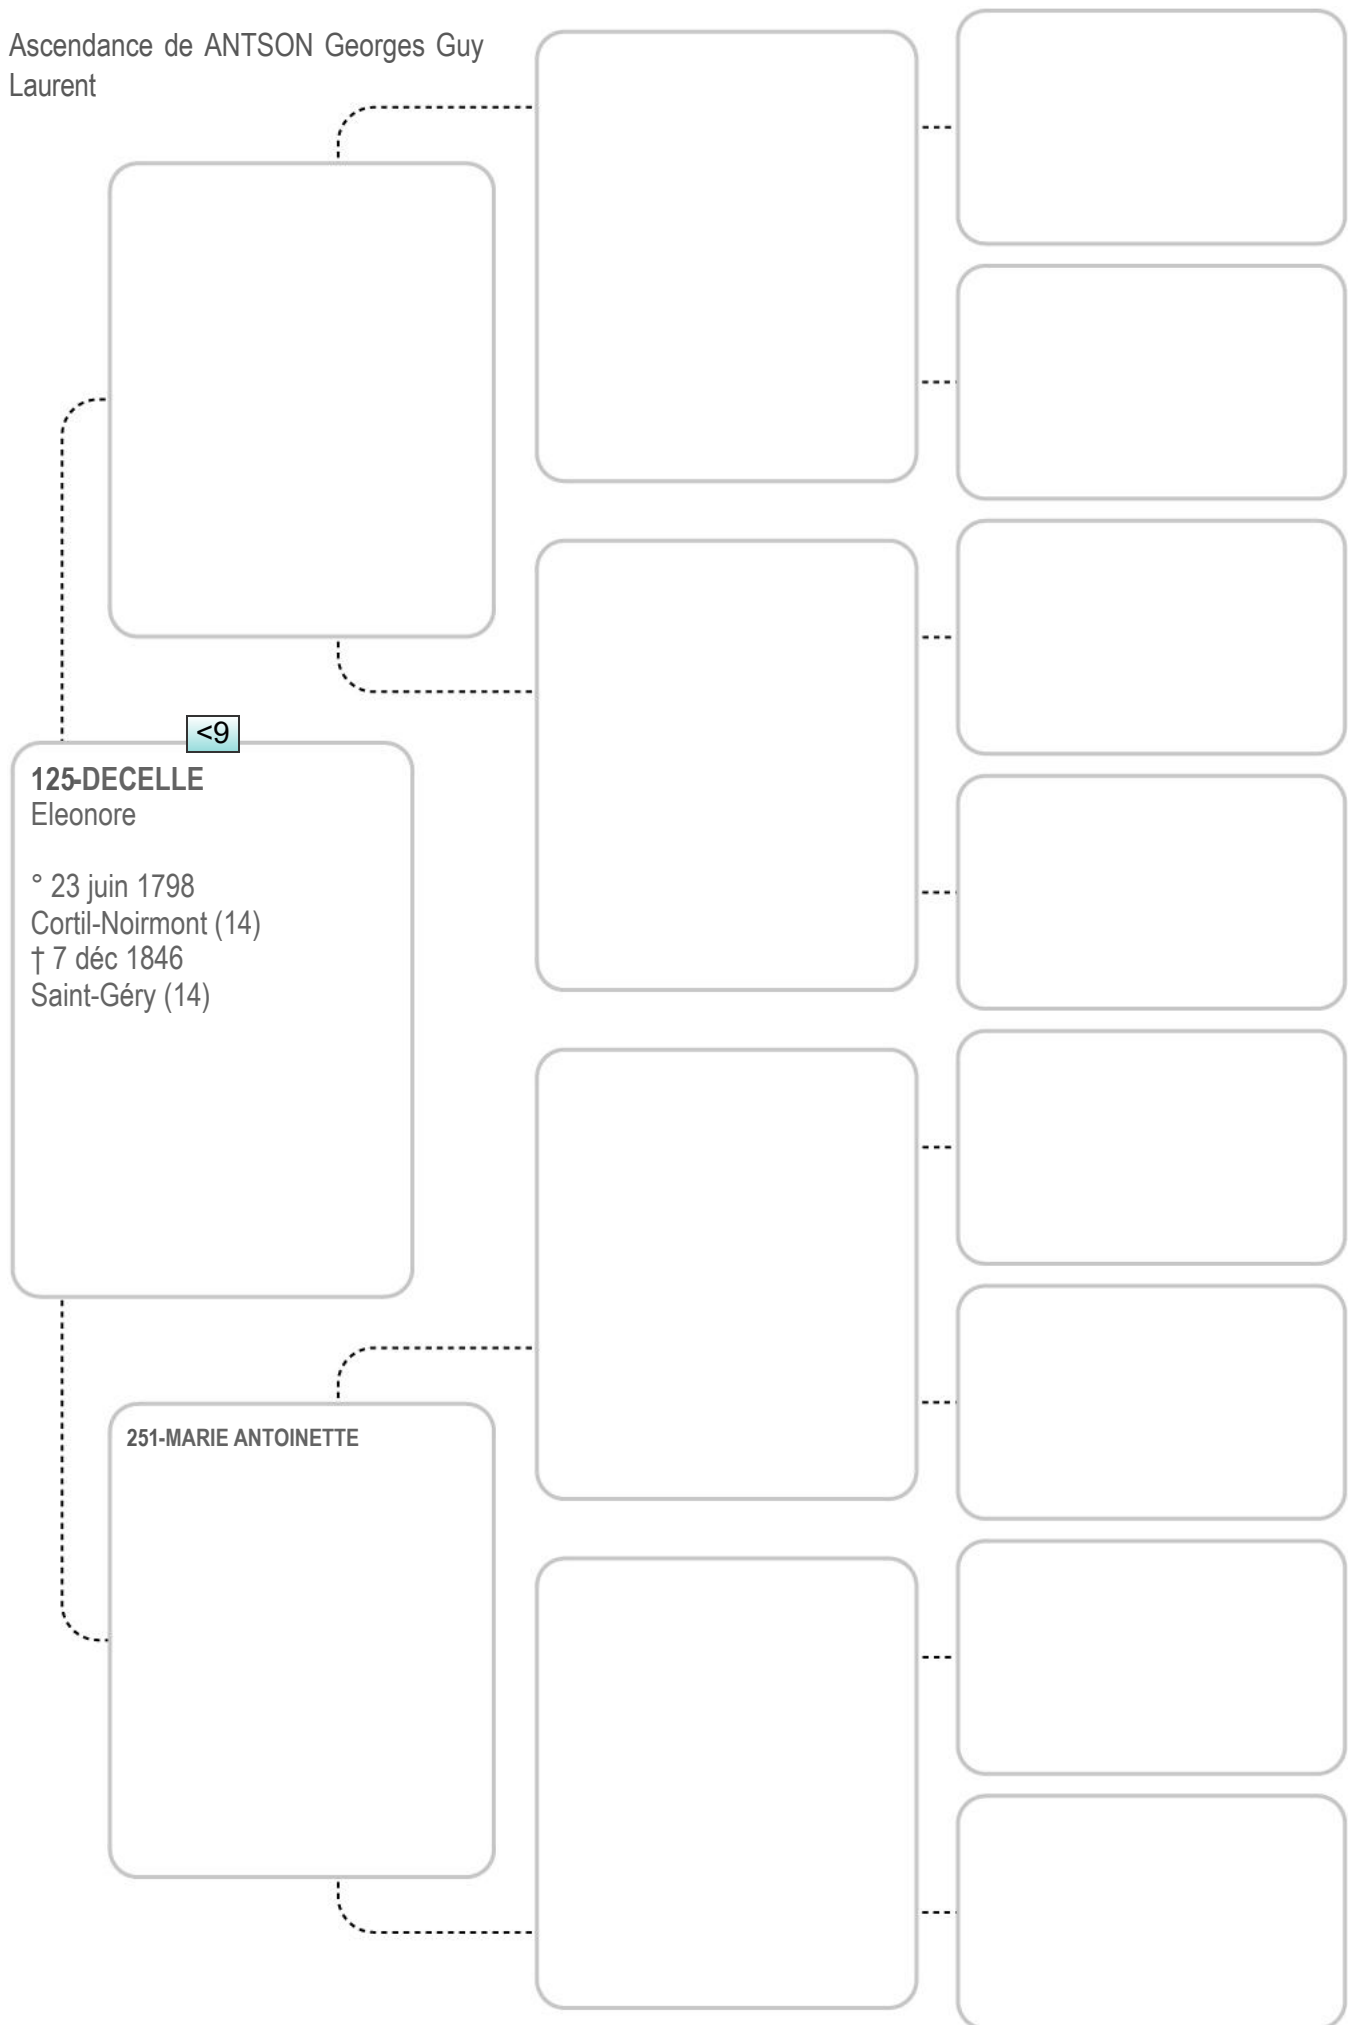 Ascendance de ANTSON Georges Guy
Laurent
<9
125-DECELLE
Eleonore
° 23 juin 1798
Cortil-Noirmont (14)
† 7 déc 1846
Saint-Géry (14)
251-MARIE ANTOINETTE